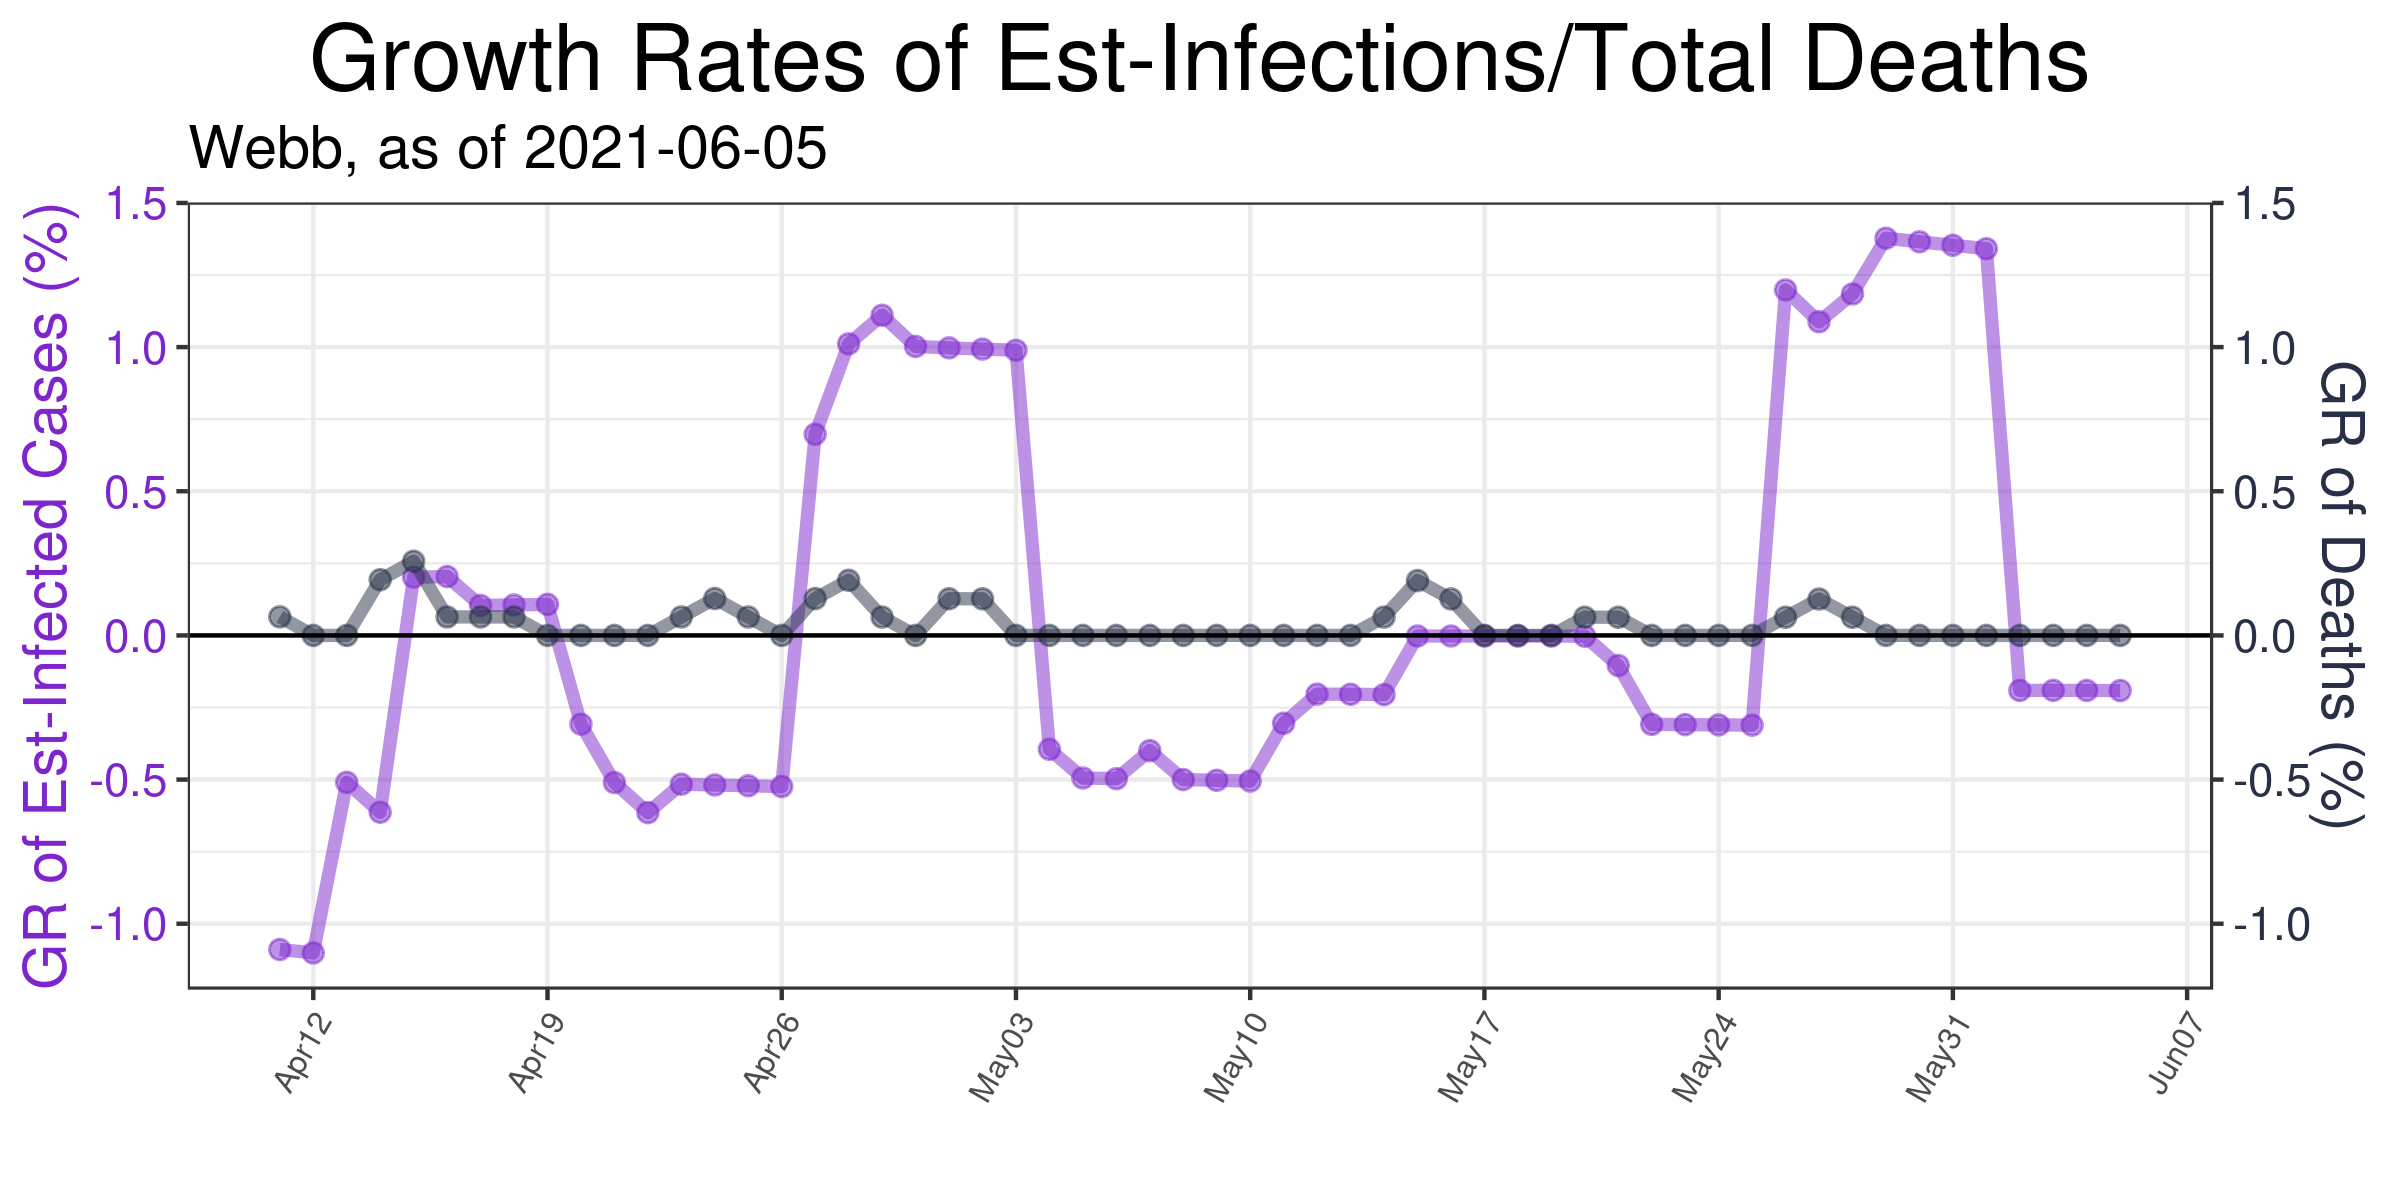 Growth Rates of Est-Infections/Total Deaths
Webb, as of 2021-06-05
GR of Est-Infected Cases (%)
1.5
1.0
0.5
0.0
-0.5
-1.0
1.5
1.0
0.5
0.0
-0.5
-1.0
GR of Deaths (%)
Apr12
Apr19
Apr26
May03
May10
May17
May24
May31
Jun07